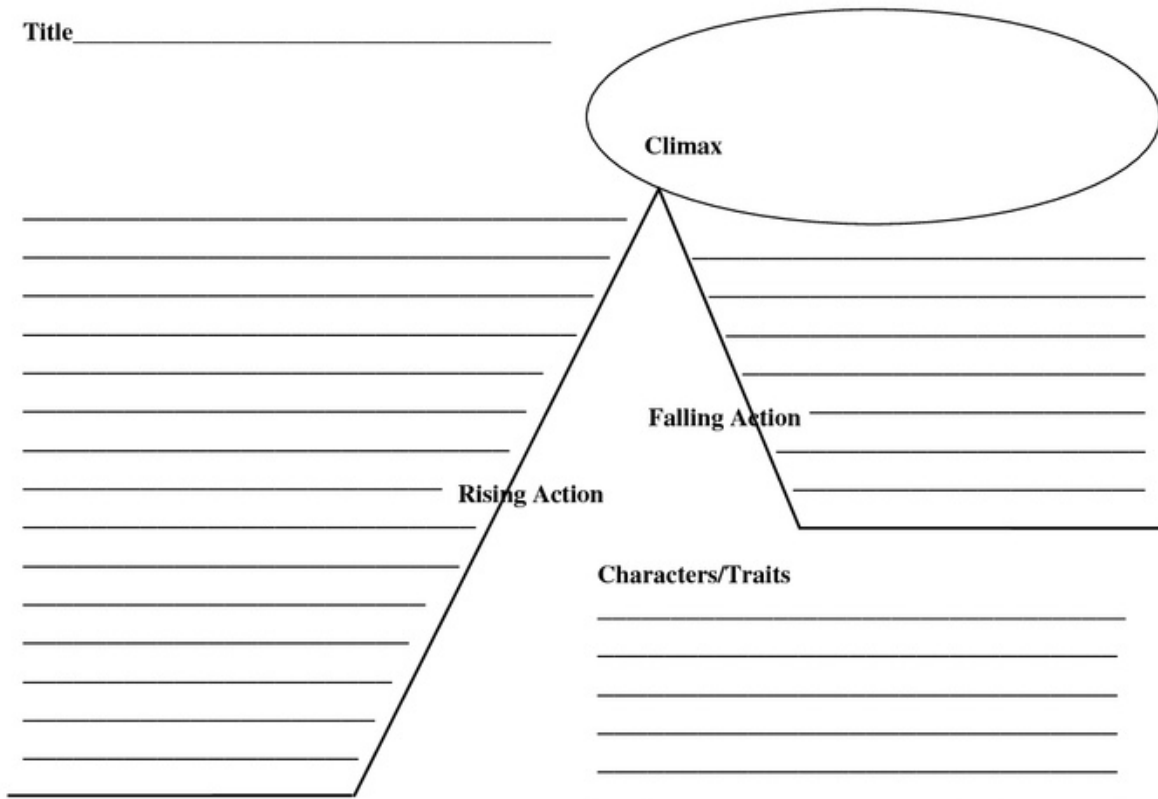 Title
Climax
Falling Action
Rising Action
Characters/Traits